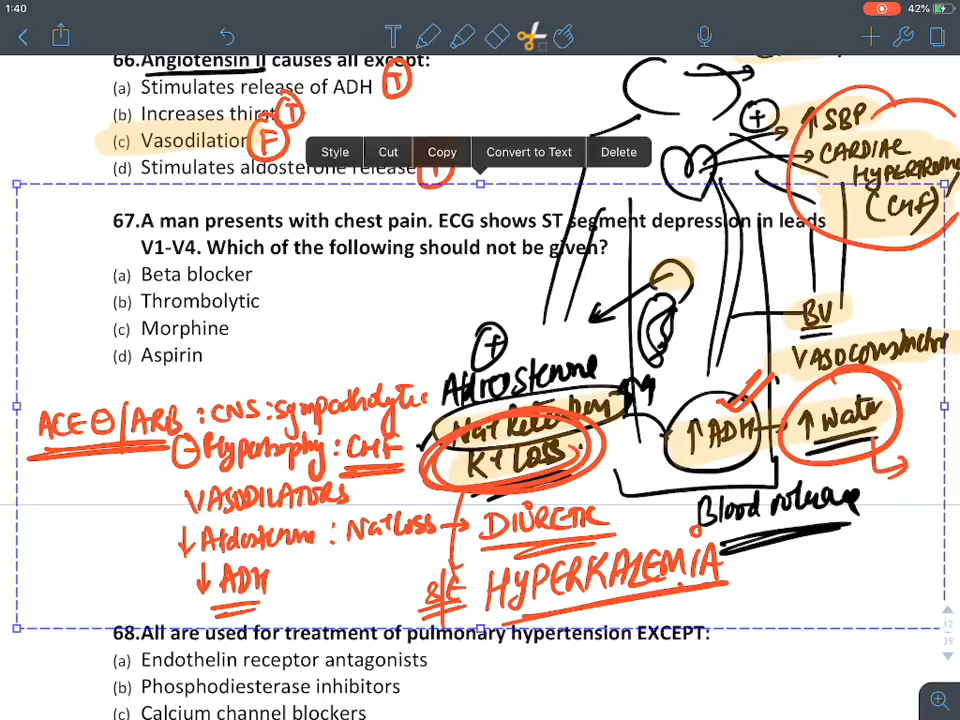 1:40
42%
66.Angiotensin II causes all except:
(a) Stimulates release of ADH T
(b) Increases thirst T
(c) Vasodilation F
Style Cut Copy Convert to Text Delete
(d) Stimulates aldosterone release T
67.A man presents with chest pain. ECG shows ST segment depression in leads
V1-V4. Which of the following should not be given?
(a) Beta blocker
(b) Thrombolytic
(c) Morphine
(d) Aspirin
+
↑ SBP
CARDIAC
(CHF)
BV
+
Aldosterone
K+ Loss
↑ ADH → ↑ Water
Blood volume
ACE ⊖/ARB : CNS: sympatholytic
⊖ Hypertrophy : CHF
VASODILATORS
↓ Aldosterone : Na+ Loss → DIURETIC
↓ ADH
S/E HYPERKALEMIA
68.All are used for treatment of pulmonary hypertension EXCEPT:
(a) Endothelin receptor antagonists
(b) Phosphodiesterase inhibitors
(c) Calcium channel blockers
12
39